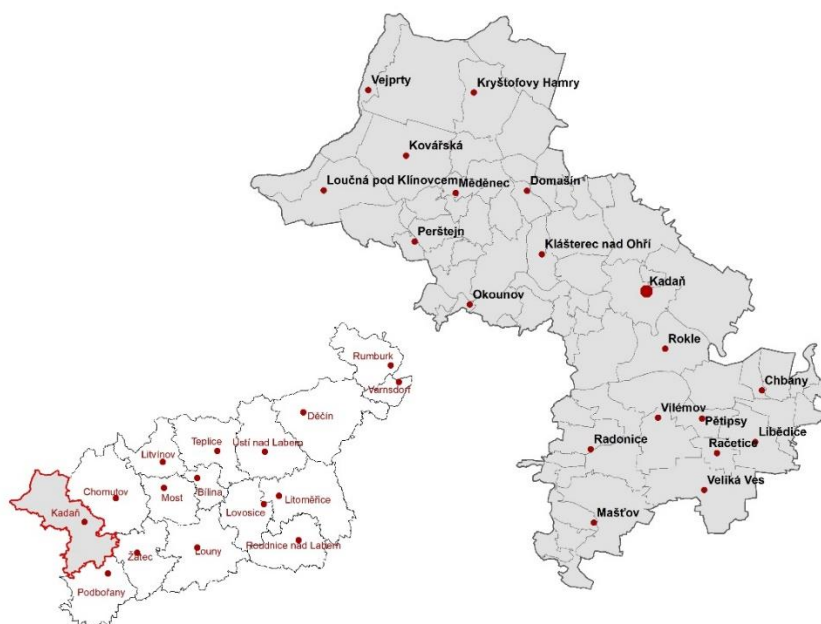 Vejprty
Kryštofovy Hamry
Kovářská
Loučná pod Klínovcem
Měděnec
Domašín
Perštejn
Klášterec nad Ohří
Kadaň
Okounov
Rokle
Chbany
Vilémov
Pětipsy
Libědice
Radonice
Račetice
Veliká Ves
Mašťov
Rumburk
Varnsdorf
Děčín
Teplice
Ústí nad Labem
Litvínov
Chomutov
Most
Bílina
Litoměřice
Lovosice
Kadaň
Roudnice nad Labem
Žatec
Louny
Podbořany